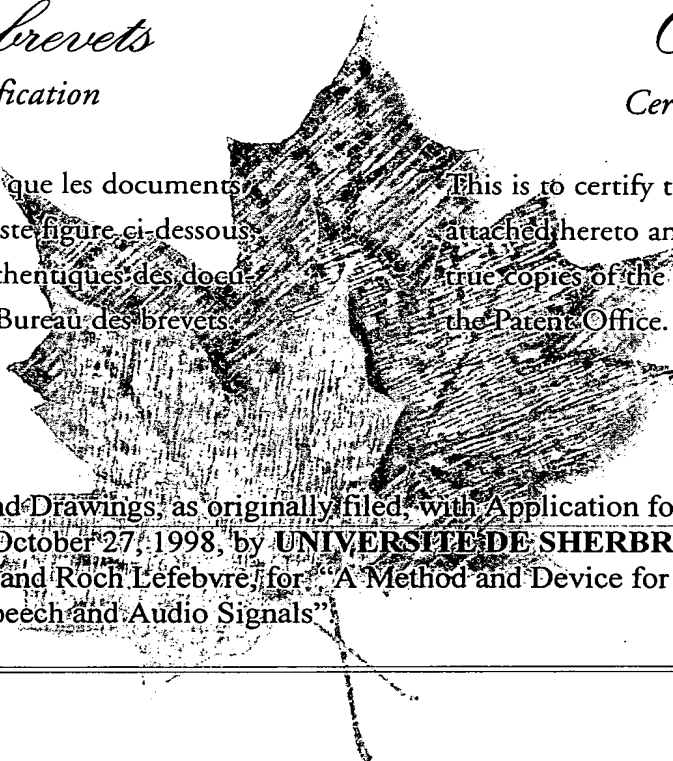 brevets
fication
Cer
que les documents
ste figure ci-dessous
thentiques des docu-
Bureau des brevets.
This is to certify t
attached hereto an
true copies of the
the Patent Office.
nd Drawings, as originally filed, with Application fo
October 27, 1998, by UNIVERSITE DE SHERBR
and Roch Lefebvre, for "A Method and Device for
peech and Audio Signals".